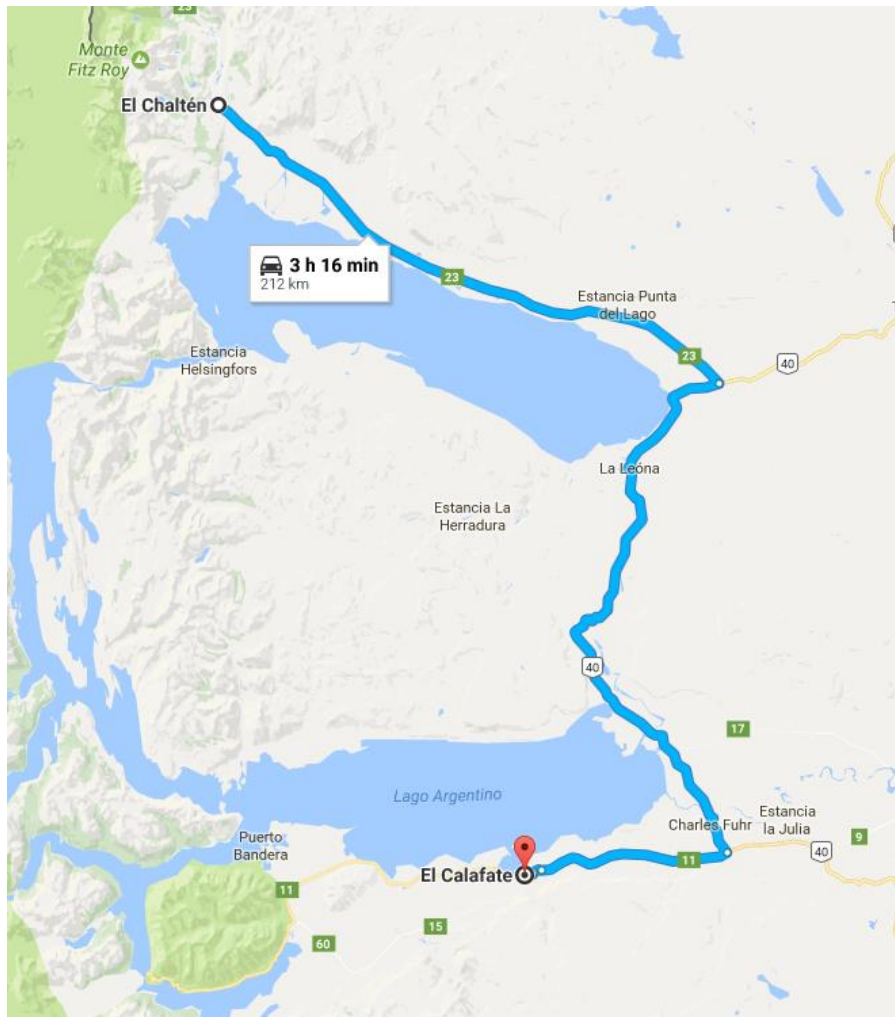 23
Monte
Fitz Roy
El Chaltén
3 h 16 min
212 km
23
Estancia Punta
del Lago
23
40
Estancia
Helsingfors
La Leóna
Estancia La
Herradura
40
17
Lago Argentino
Estancia
la Julia
Charles Fuhr
9
40
Puerto
Bandera
El Calafate
11
11
15
60